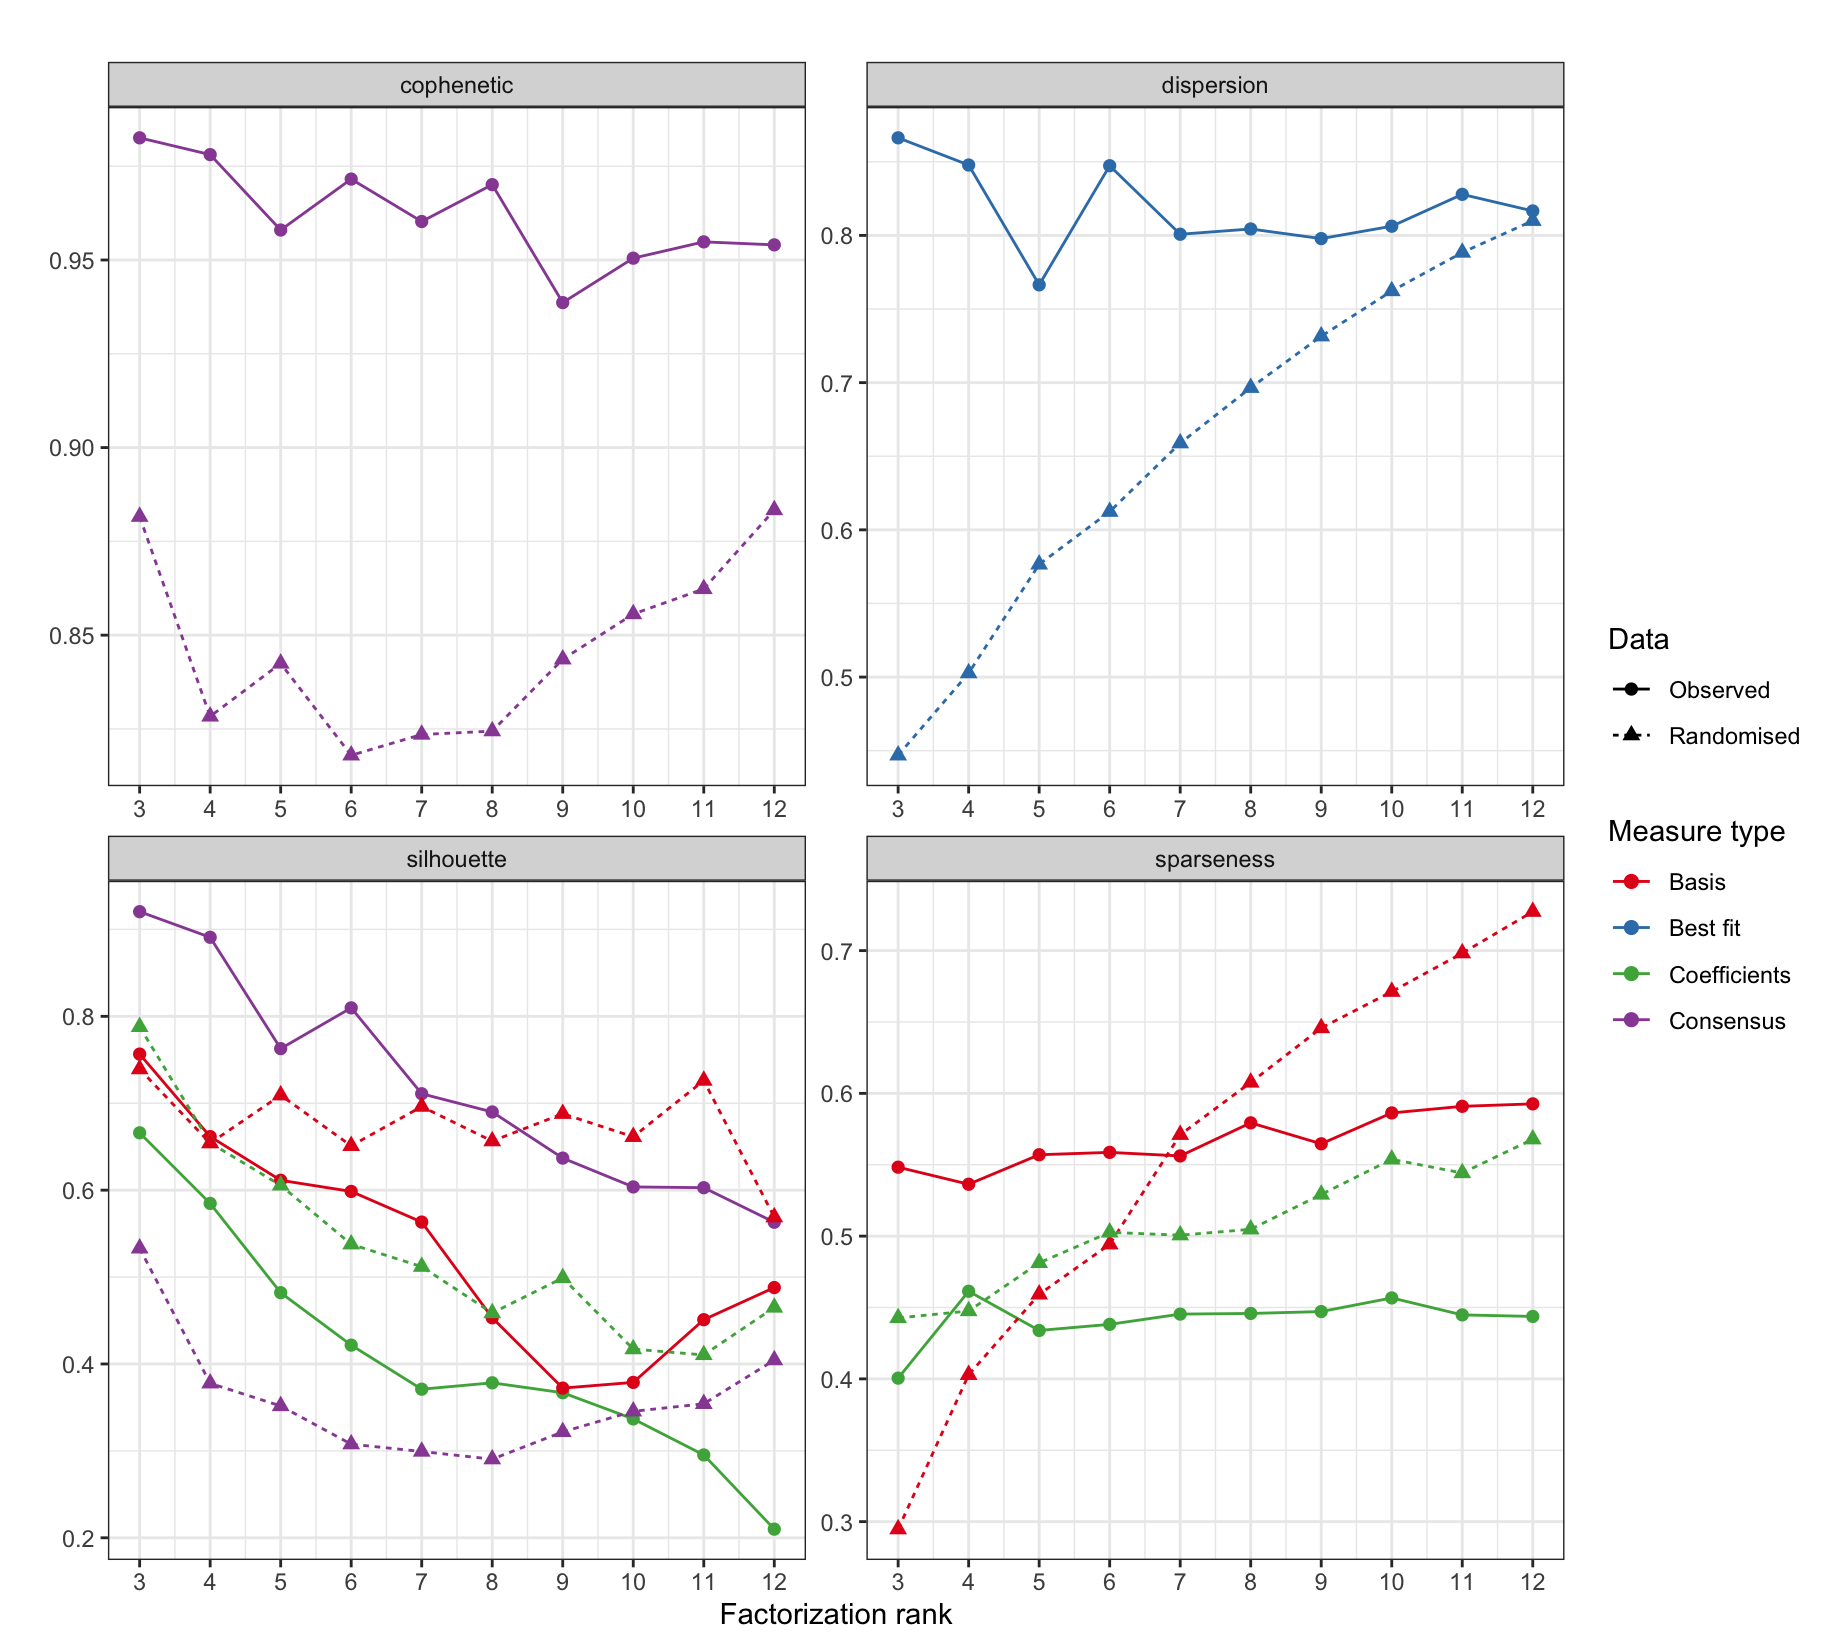 cophenetic
dispersion
0.95
0.90
0.85
3 4 5 6 7 8 9 10 11 12
0.8
0.7
0.6
0.5
3 4 5 6 7 8 9 10 11 12
silhouette
sparseness
0.8
0.6
0.4
0.2
3 4 5 6 7 8 9 10 11 12
0.7
0.6
0.5
0.4
0.3
3 4 5 6 7 8 9 10 11 12
Factorization rank
Data
Observed
Randomised
Measure type
Basis
Best fit
Coefficients
Consensus